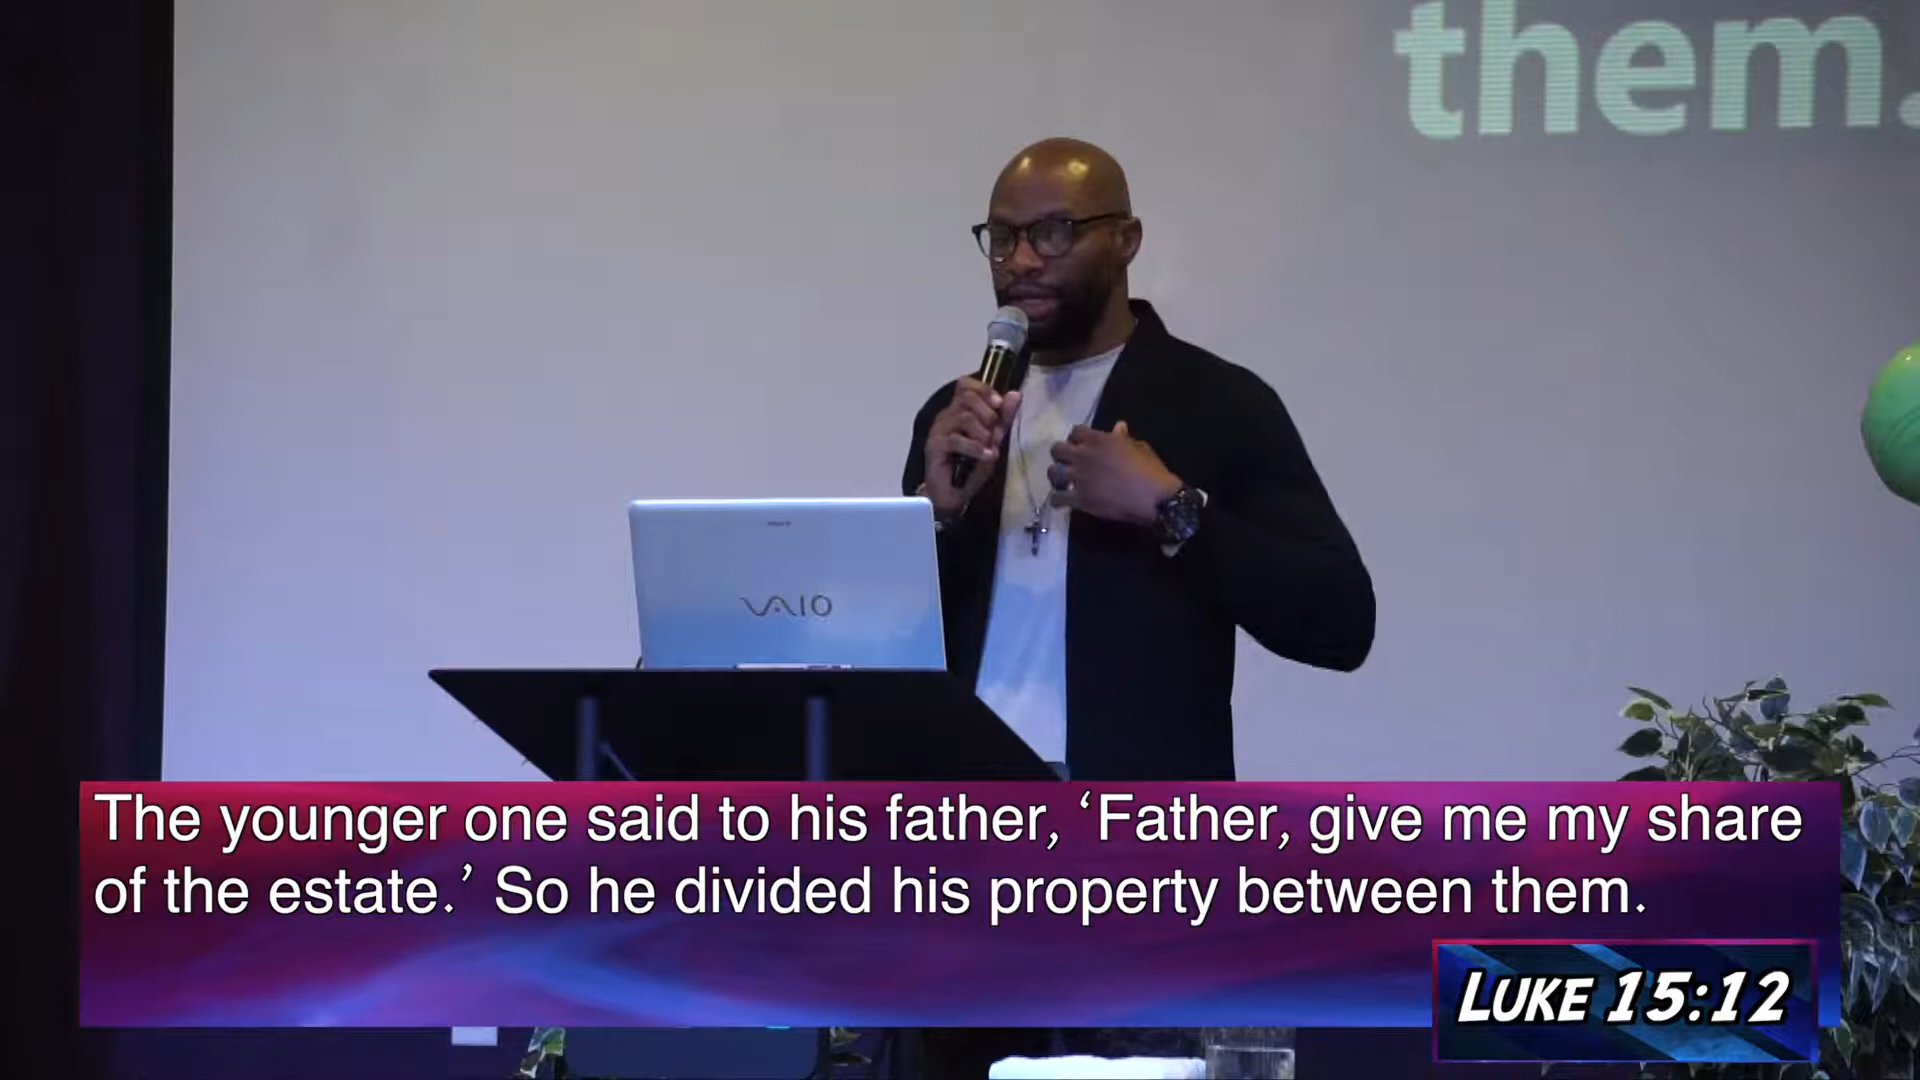 them.
VAIO
The younger one said to his father, ‘Father, give me my share
of the estate.’ So he divided his property between them.
LUKE 15:12